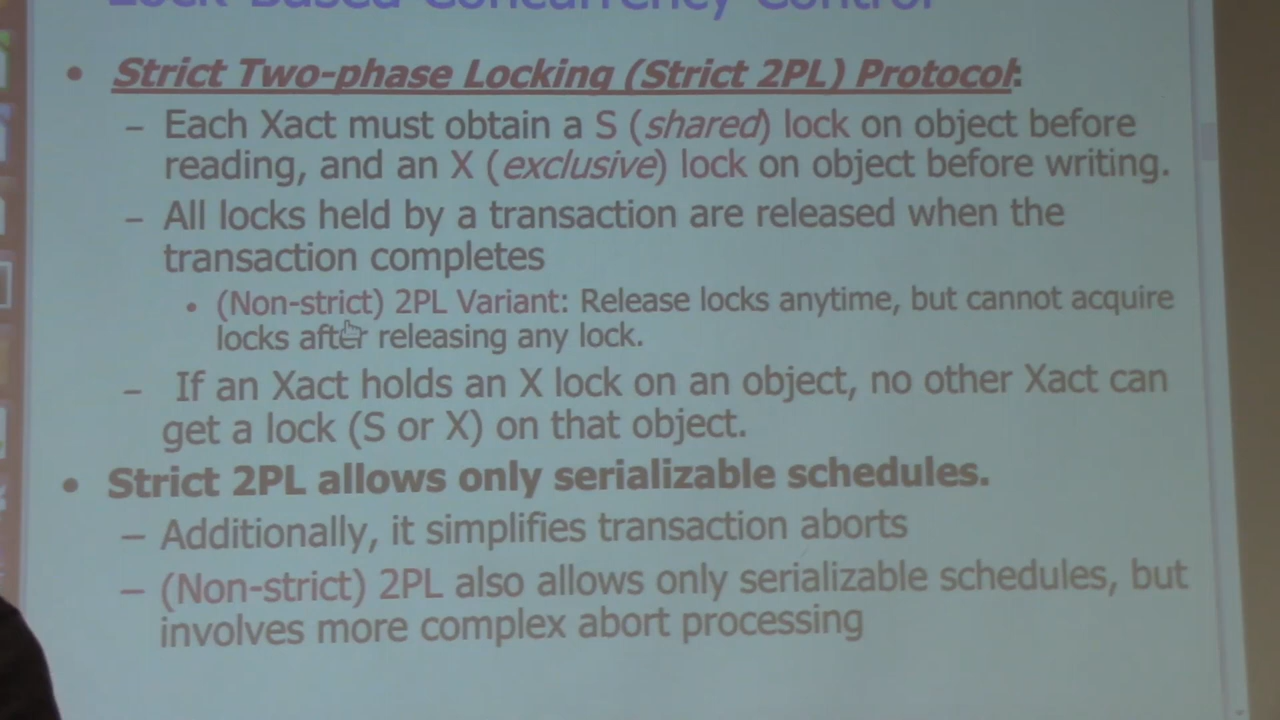 Lock-Based Concurrency Control
• Strict Two-phase Locking (Strict 2PL) Protocol:
– Each Xact must obtain a S (shared) lock on object before
reading, and an X (exclusive) lock on object before writing.
– All locks held by a transaction are released when the
transaction completes
• (Non-strict) 2PL Variant: Release locks anytime, but cannot acquire
locks after releasing any lock.
– If an Xact holds an X lock on an object, no other Xact can
get a lock (S or X) on that object.
• Strict 2PL allows only serializable schedules.
– Additionally, it simplifies transaction aborts
– (Non-strict) 2PL also allows only serializable schedules, but
involves more complex abort processing